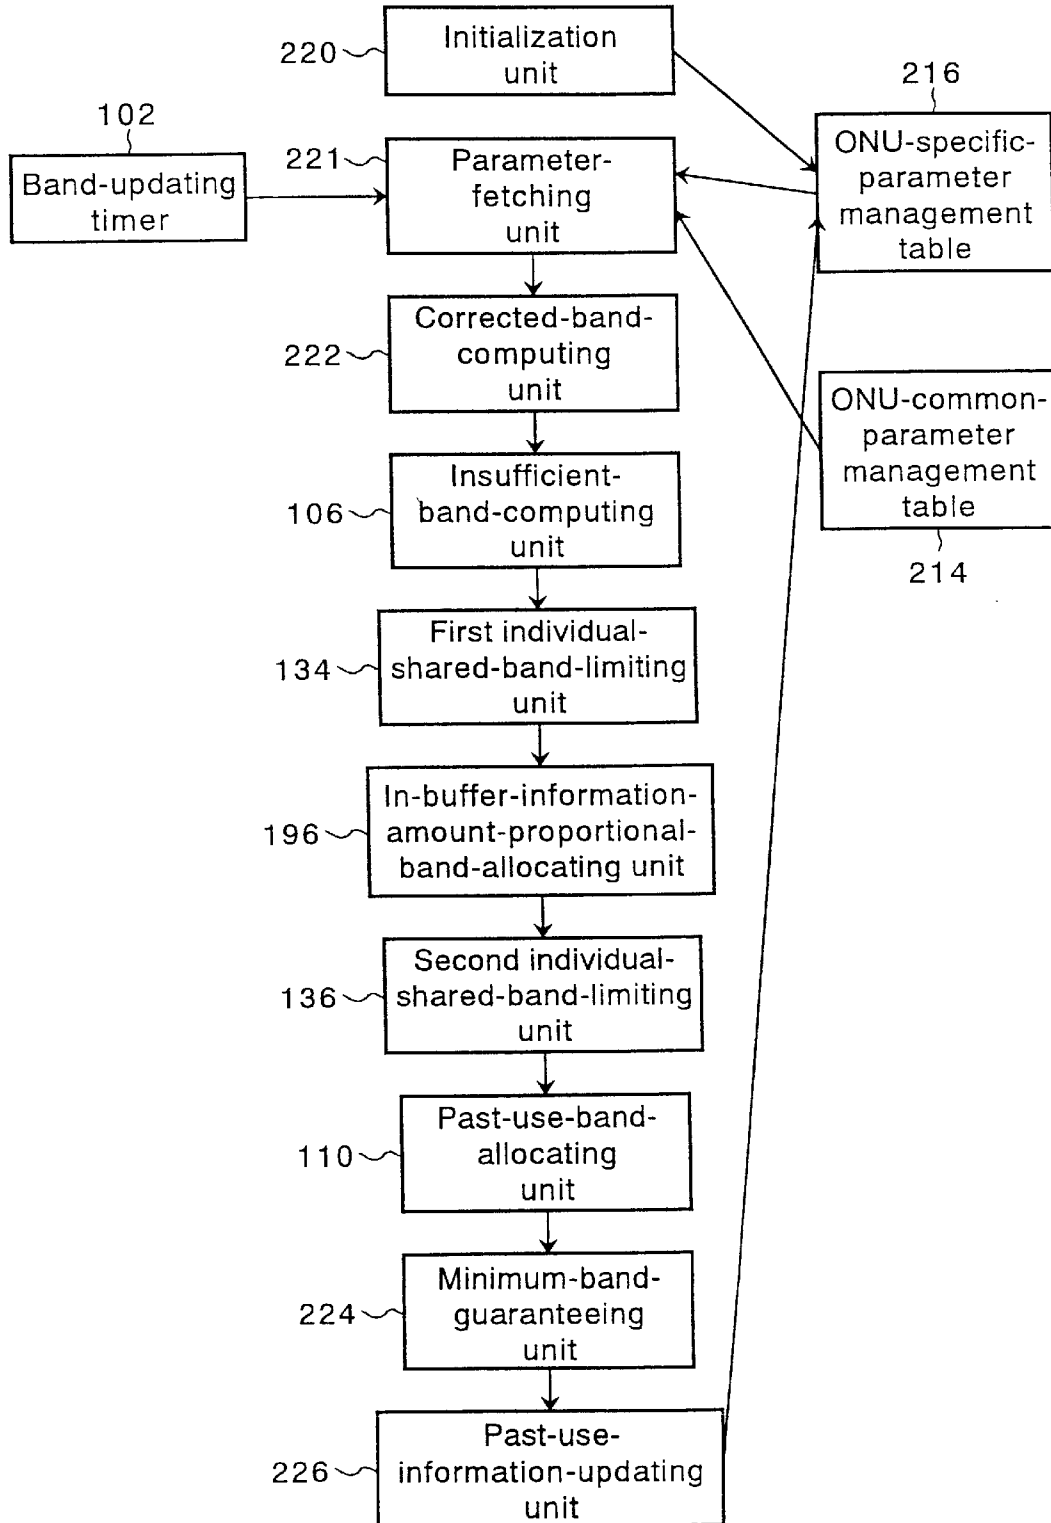 Initialization
unit
220
216
102
Band-updating
timer
221
Parameter-
fetching
unit
ONU-specific-
parameter
management
table
Corrected-band-
computing
unit
222
ONU-common-
parameter
management
table
214
Insufficient-
band-computing
unit
106
First individual-
shared-band-limiting
unit
134
In-buffer-information-
amount-proportional-
band-allocating unit
196
Second individual-
shared-band-limiting
unit
136
Past-use-band-
allocating
unit
110
Minimum-band-
guaranteeing
unit
224
Past-use-
information-updating
unit
226